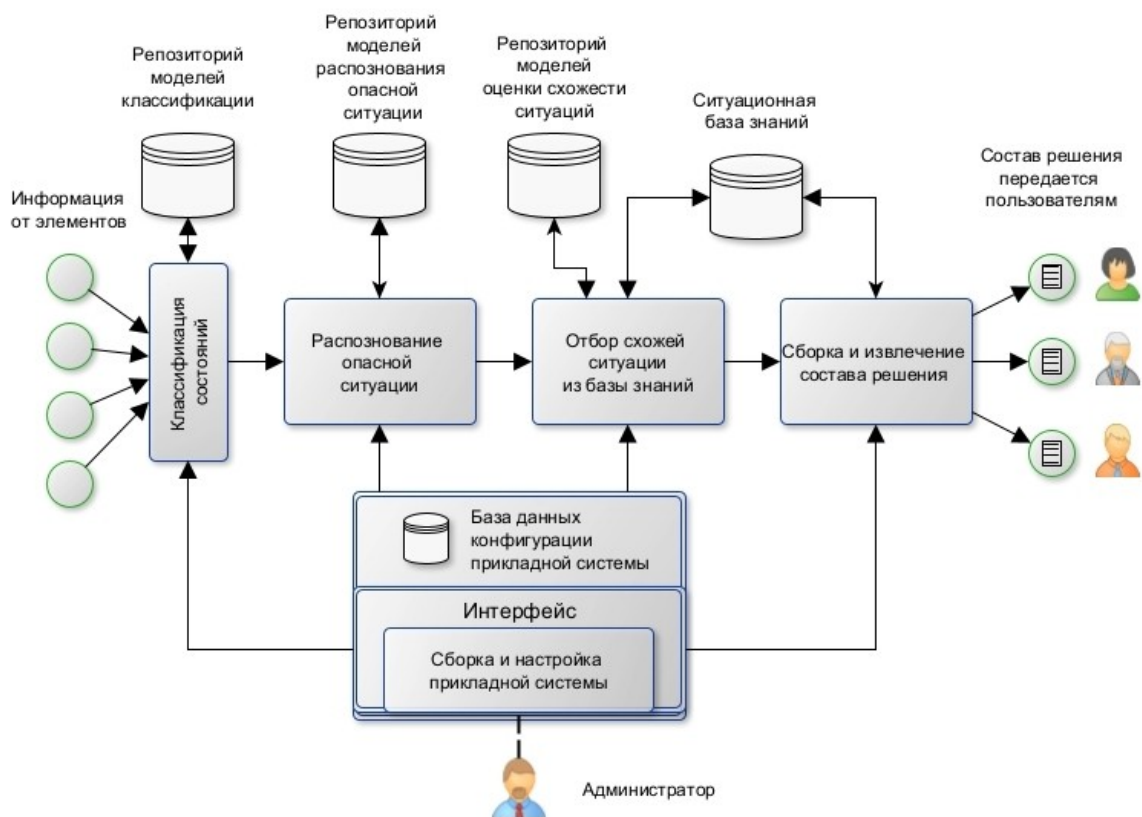 Репозиторий
моделей
классификации
Репозиторий
моделей
распознования
опасной
ситуации
Репозиторий
моделей
оценки схожести
ситуаций
Ситуационная
база знаний
Состав решения
передается
пользователям
Информация
от элементов
Классификация
состояний
Распознование
опасной
ситуации
Отбор схожей
ситуации
из базы знаний
Сборка и извлечение
состава решения
База данных
конфигурации
прикладной системы
Интерфейс
Сборка и настройка
прикладной системы
Администратор